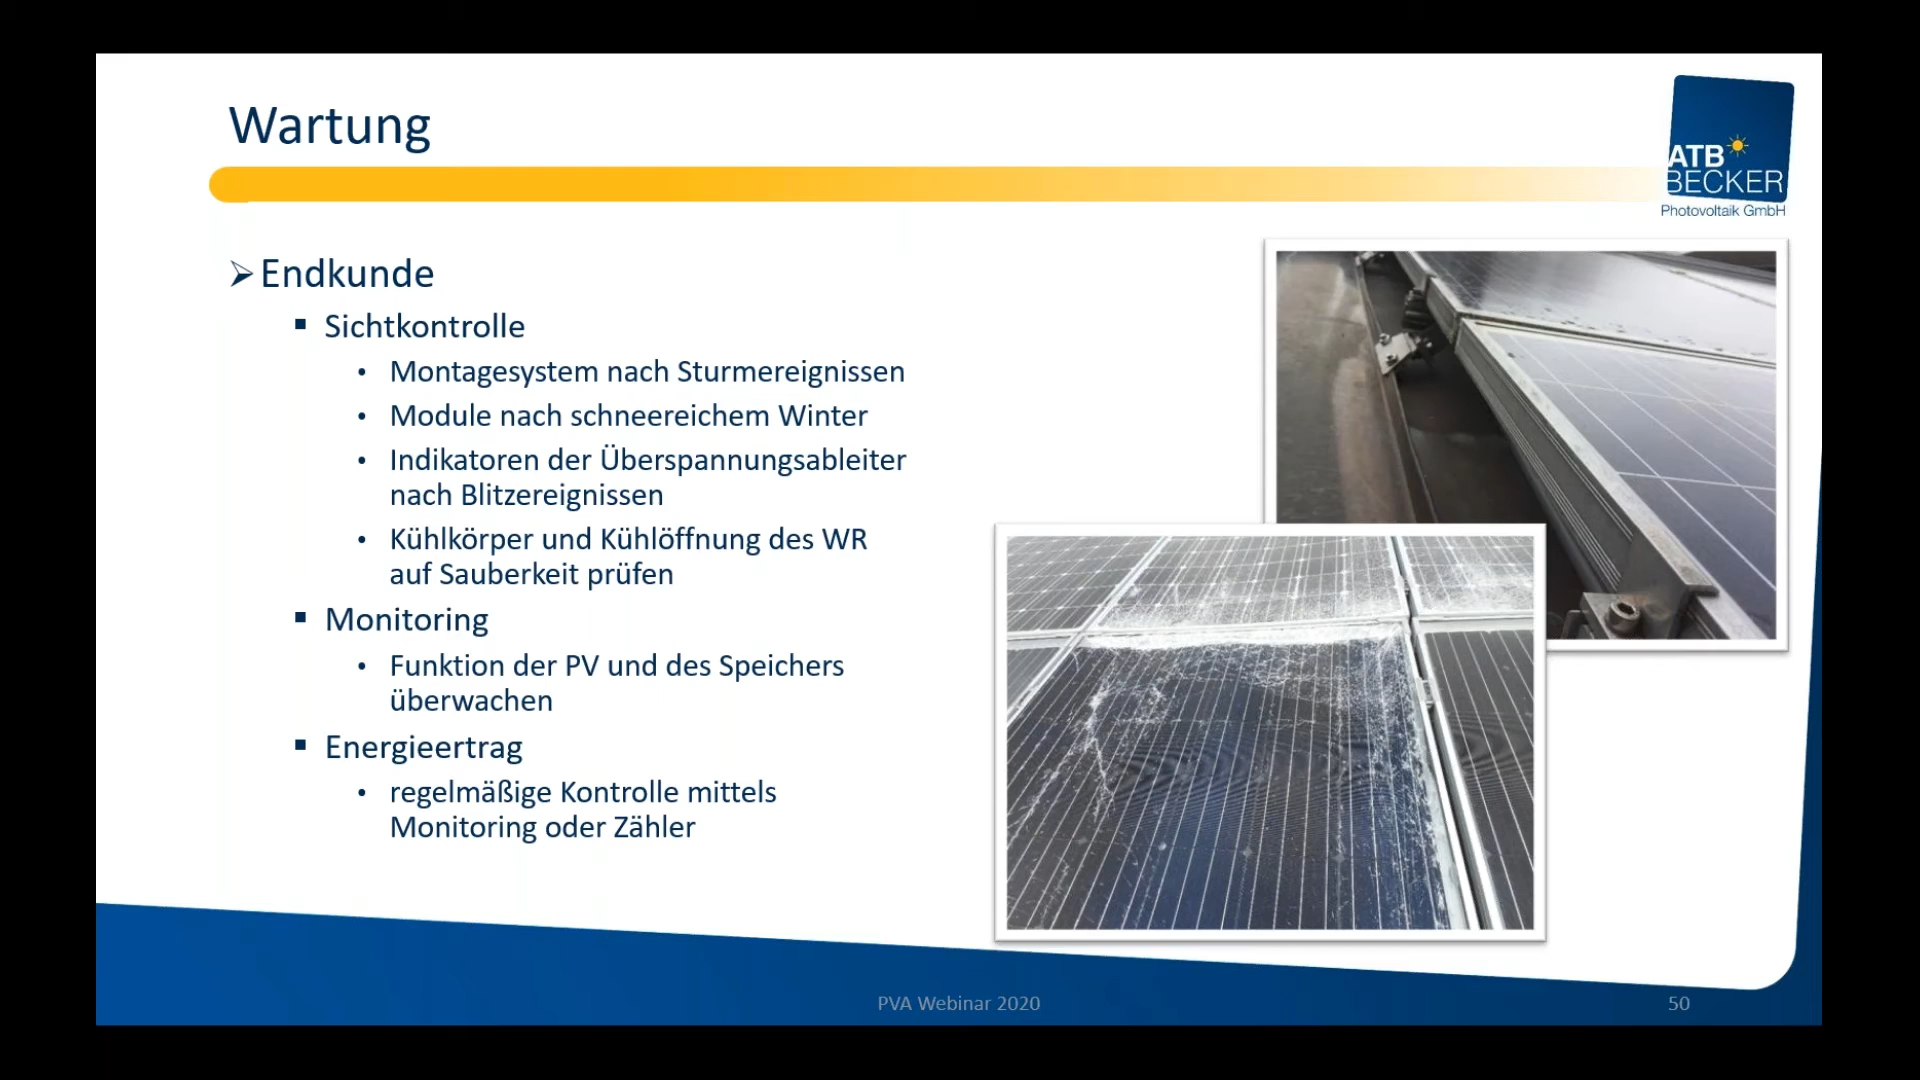 Wartung
ATB
BECKER
Photovoltaik GmbH
Endkunde
Sichtkontrolle
Montagesystem nach Sturmereignissen
Module nach schneereichem Winter
Indikatoren der Überspannungsableiter
nach Blitzereignissen
Kühlkörper und Kühlöffnung des WR
auf Sauberkeit prüfen
Monitoring
Funktion der PV und des Speichers
überwachen
Energieertrag
regelmäßige Kontrolle mittels
Monitoring oder Zähler
PVA Webinar 2020
50